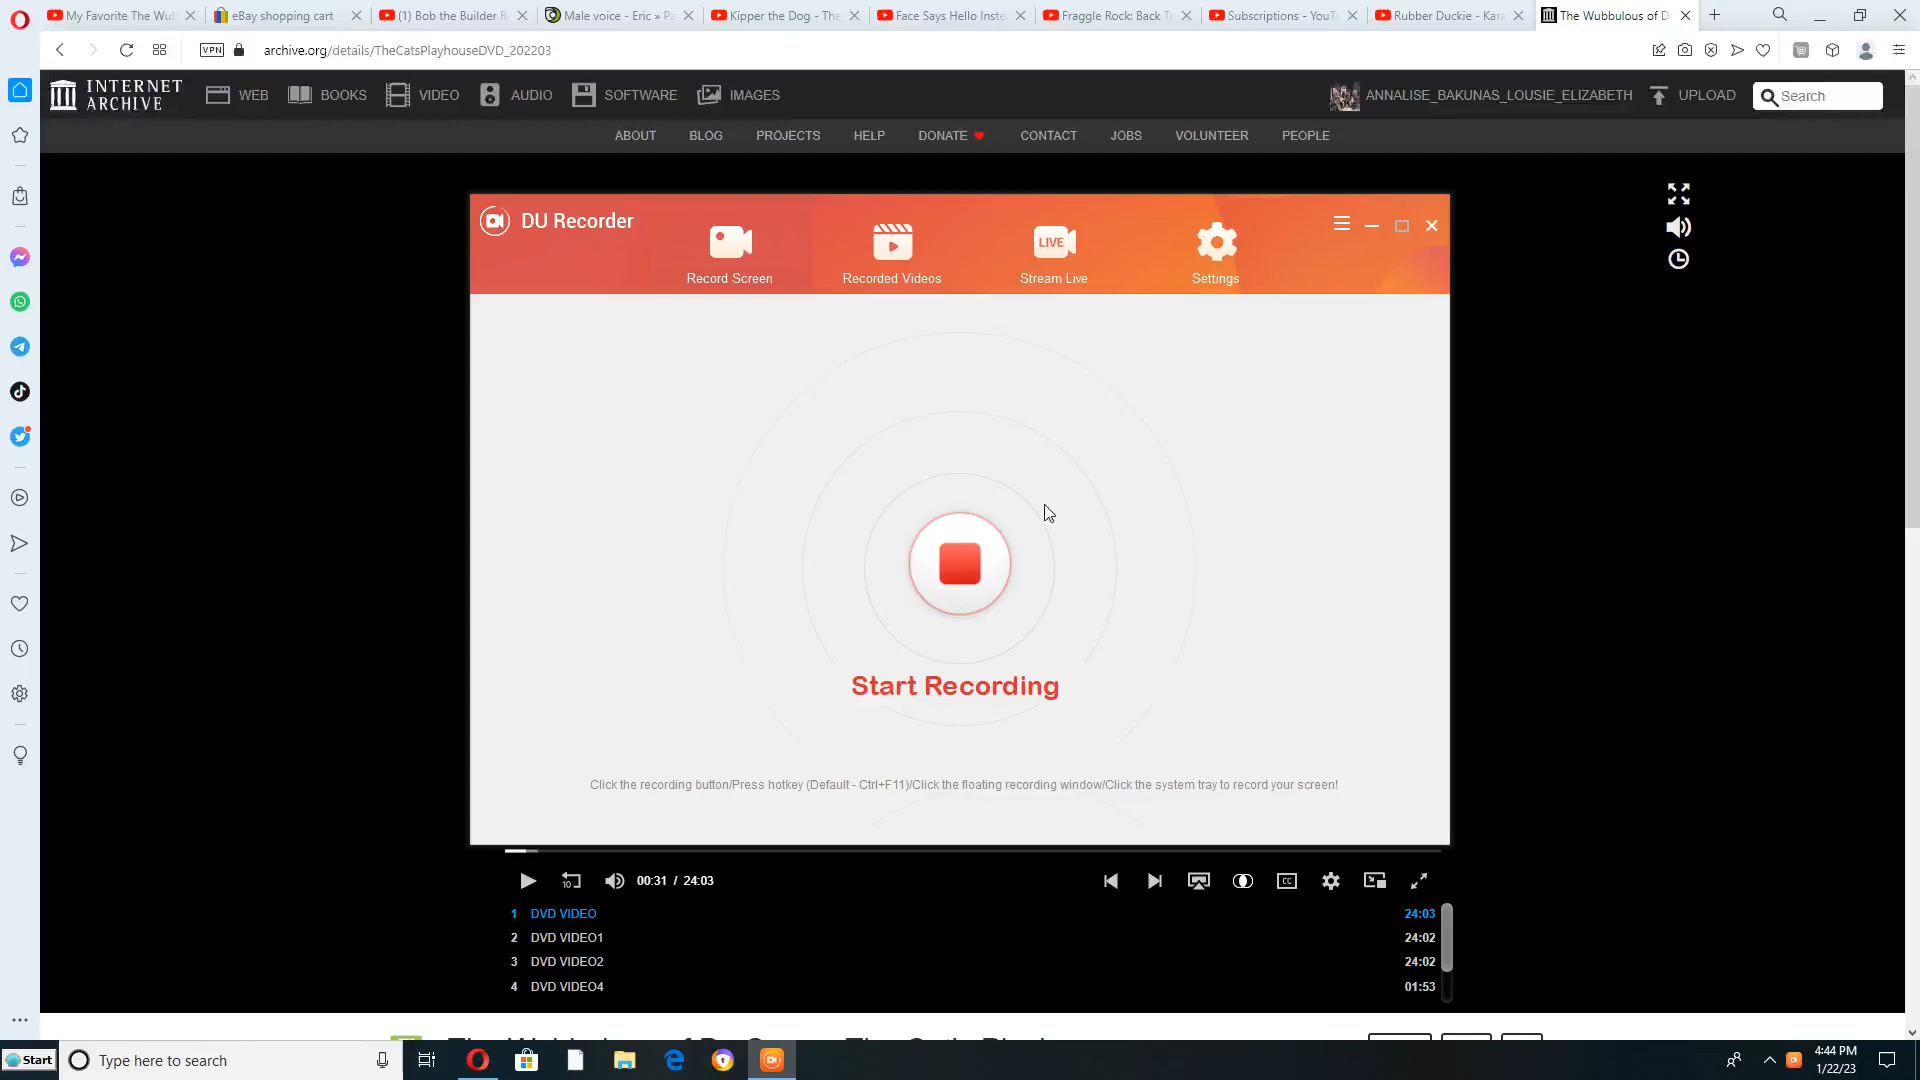 My Favorite The Wub
eBay shopping cart
(1) Bob the Builder R
Male voice - Eric » Pa
Kipper the Dog - The
Face Says Hello Inste
Fraggle Rock: Back T
Subscriptions - YouT
Rubber Duckie - Kara
The Wubbulous of D
VPN
archive.org/details/TheCatsPlayhouseDVD_202203
INTERNET
ARCHIVE
WEB
BOOKS
VIDEO
AUDIO
SOFTWARE
IMAGES
ANNALISE_BAKUNAS_LOUSIE_ELIZABETH
UPLOAD
Search
ABOUT
BLOG
PROJECTS
HELP
DONATE
CONTACT
JOBS
VOLUNTEER
PEOPLE
DU Recorder
LIVE
Record Screen
Recorded Videos
Stream Live
Settings
Start Recording
Click the recording button/Press hotkey (Default - Ctrl+F11)/Click the floating recording window/Click the system tray to record your screen!
10
00:31 / 24:03
CC
1 DVD VIDEO 24:03
2 DVD VIDEO1 24:02
3 DVD VIDEO2 24:02
4 DVD VIDEO4 01:53
Start
Type here to search
4:44 PM
1/22/23